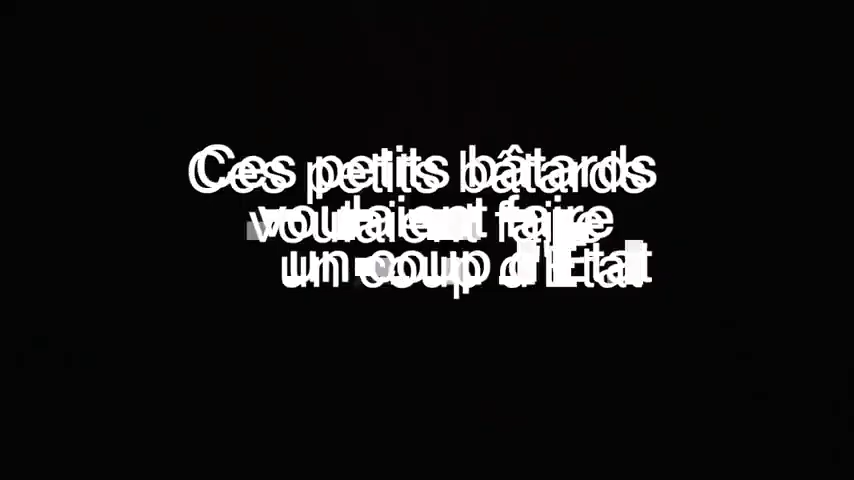 Ces petits bâtards
voulaient faire
un coup d'Etat